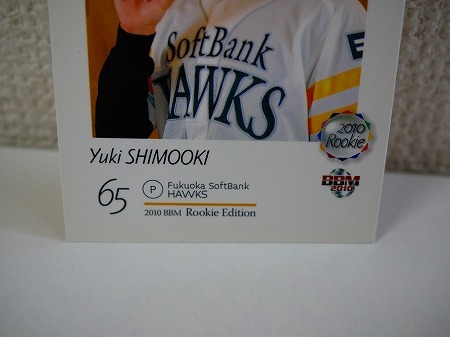 SoftBank
HAWKS
2010
Rookie
Yuki SHIMOOKI
BBM
2010
65
P
Fukuoka SoftBank
HAWKS
2010 BBM Rookie Edition